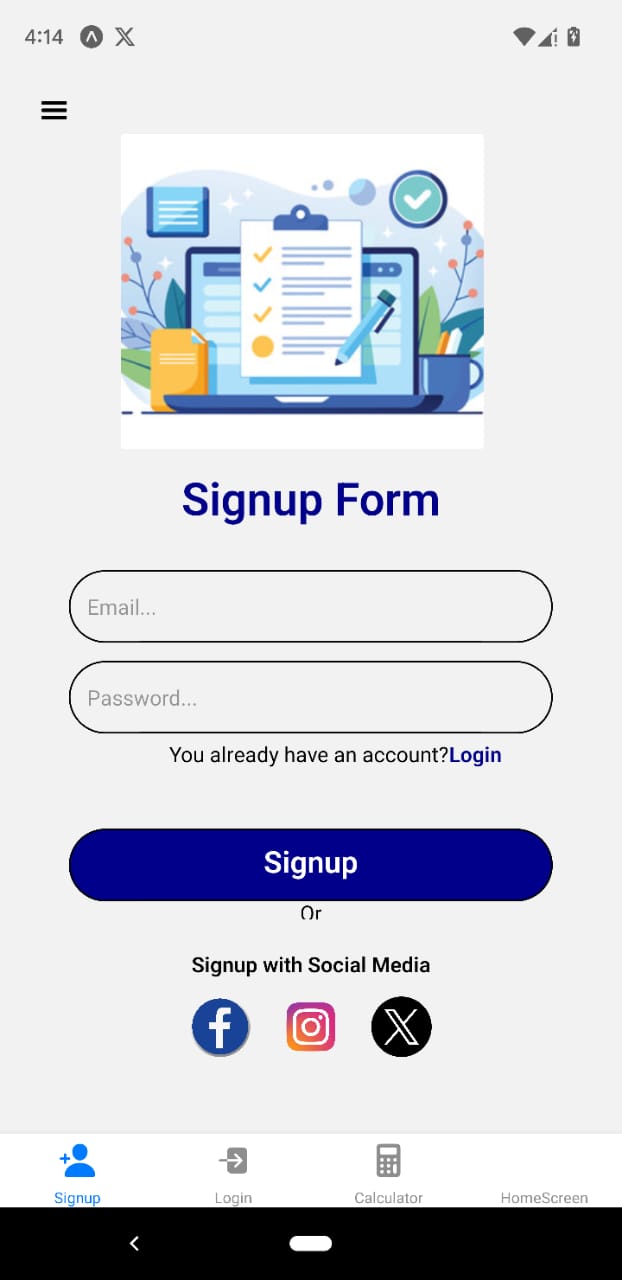 4:14
Signup Form
Email...
Password...
You already have an account?Login
Signup
Or
Signup with Social Media
Signup
Login
Calculator
HomeScreen